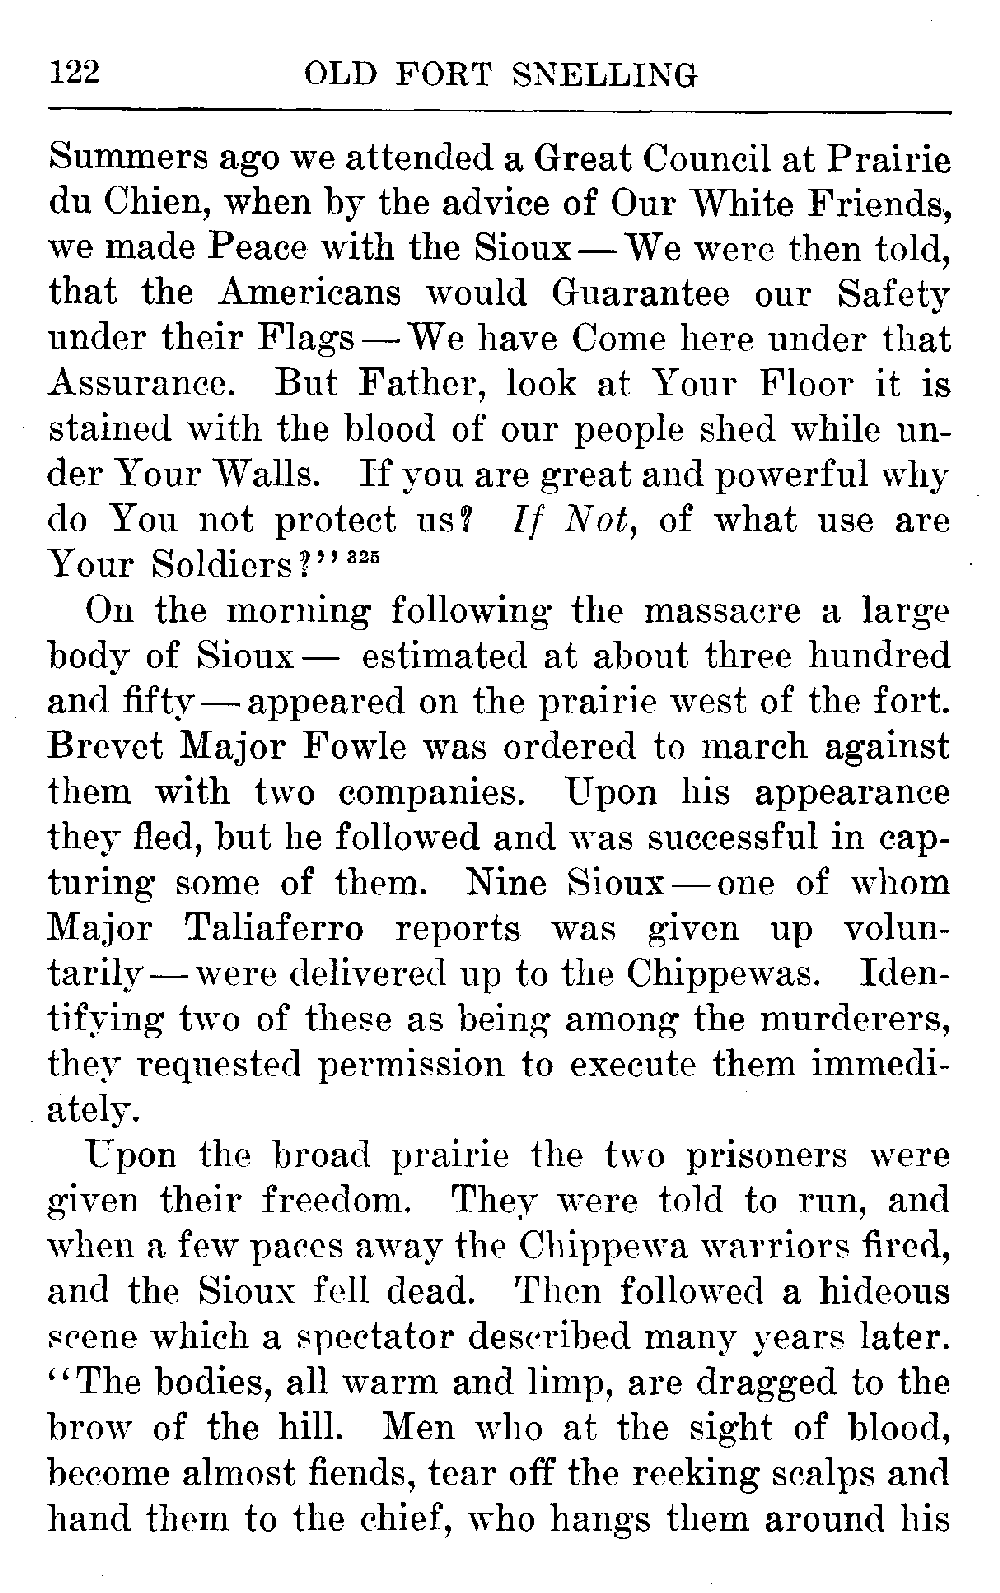 122 OLD FORT SNELLING
Summers ago we attended a Great Council at Prairie
du Chien, when by the advice of Our White Friends,
we made Peace with the Sioux — We were then told,
that the Americans would Guarantee our Safety
under their Flags — We have Come here under that
Assurance. But Father, look at Your Floor it is
stained with the blood of our people shed while un-
der Your Walls. If you are great and powerful why
do You not protect us? If Not, of what use are
Your Soldiers?'' 325
On the morning following the massacre a large
body of Sioux — estimated at about three hundred
and fifty — appeared on the prairie west of the fort.
Brevet Major Fowle was ordered to march against
them with two companies. Upon his appearance
they fled, but he followed and was successful in cap-
turing some of them. Nine Sioux — one of whom
Major Taliaferro reports was given up volun-
tarily — were delivered up to the Chippewas. Iden-
tifying two of these as being among the murderers,
they requested permission to execute them immedi-
ately.
Upon the broad prairie the two prisoners were
given their freedom. They were told to run, and
when a few paces away the Chippewa warriors fired,
and the Sioux fell dead. Then followed a hideous
scene which a spectator described many years later.
‘‘The bodies, all warm and limp, are dragged to the
brow of the hill. Men who at the sight of blood,
become almost fiends, tear off the reeking scalps and
hand them to the chief, who hangs them around his